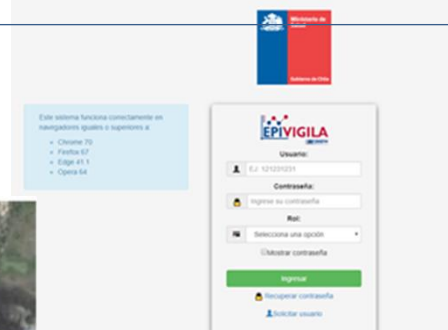 Ministerio de
Salud
Gobierno de Chile
Este sistema funciona correctamente en
navegadores iguales o superiores a:
Chrome 70
Firefox 67
Edge 41.1
Opera 64
EPIVIGILA
Usuario:
EJ: 121231231
Contraseña:
Ingrese su contraseña
Rol:
Selecciona una opción
Mostrar contraseña
Ingresar
Recuperar contraseña
Solicitar usuario